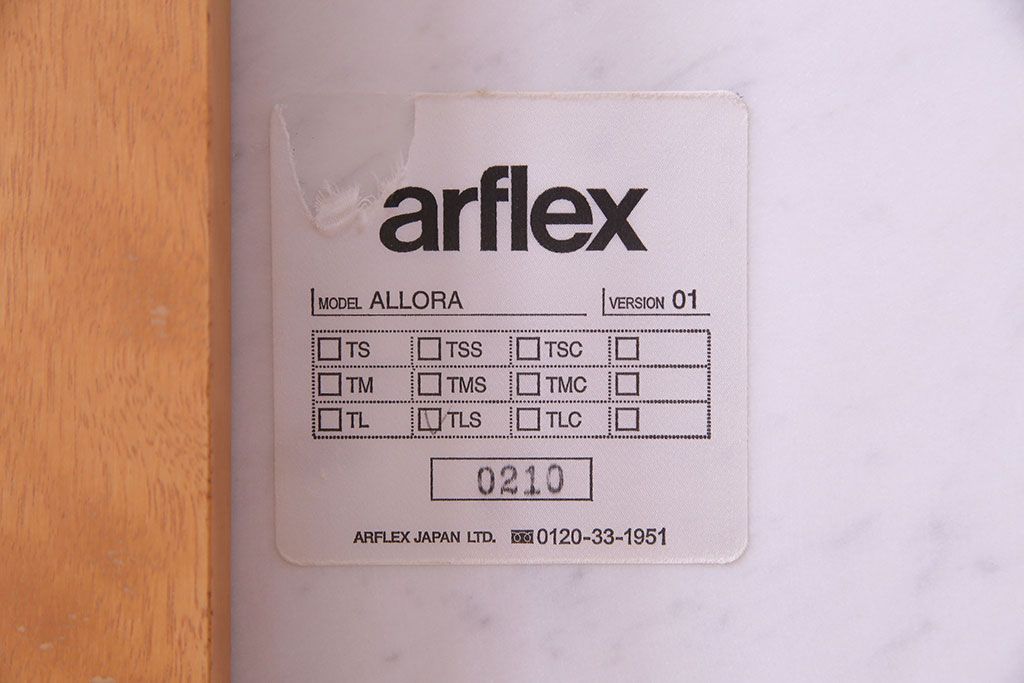 arflex
MODEL ALLORA VERSION 01
☐ TS ☐ TSS ☐ TSC ☐
☐ TM ☐ TMS ☐ TMC ☐
☐ TL ☑ TLS ☐ TLC ☐
0210
ARFLEX JAPAN LTD. 0120-33-1951